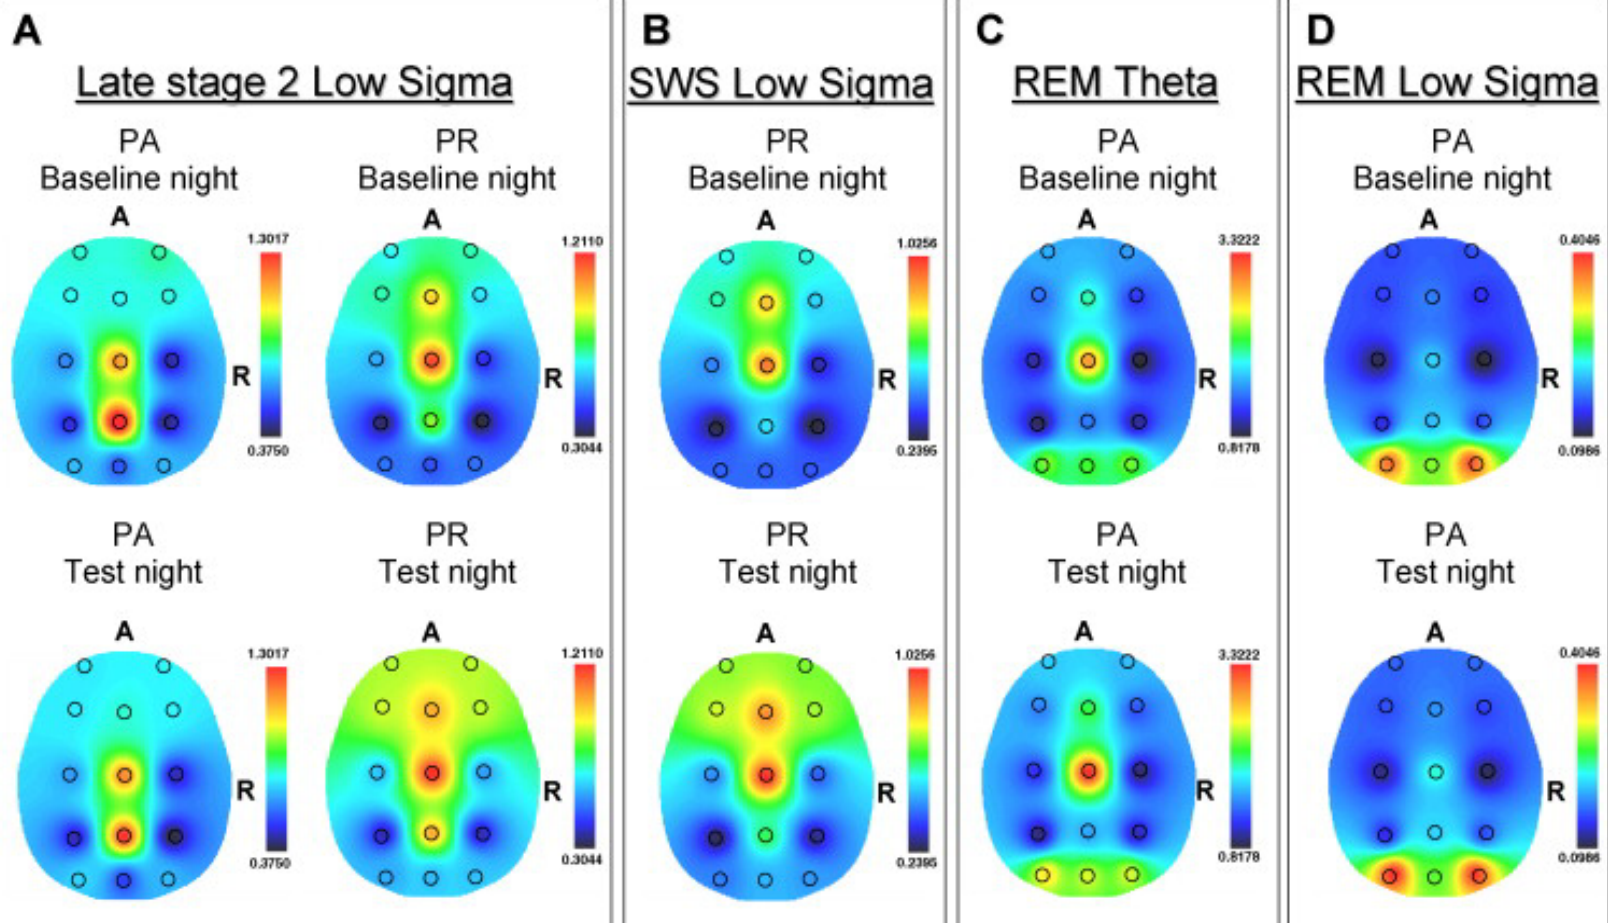 A
Late stage 2 Low Sigma
PA
Baseline night
A
1.3017
0.3750
R
PR
Baseline night
A
1.2110
0.3044
R
PA
Test night
A
1.3017
0.3750
R
PR
Test night
A
1.2110
0.3044
R
B
SWS Low Sigma
PR
Baseline night
A
1.0256
0.2395
R
PR
Test night
A
1.0256
0.2395
R
C
REM Theta
PA
Baseline night
A
3.3222
0.8178
R
PA
Test night
A
3.3222
0.8178
R
D
REM Low Sigma
PA
Baseline night
A
0.4046
0.0986
R
PA
Test night
A
0.4046
0.0986
R